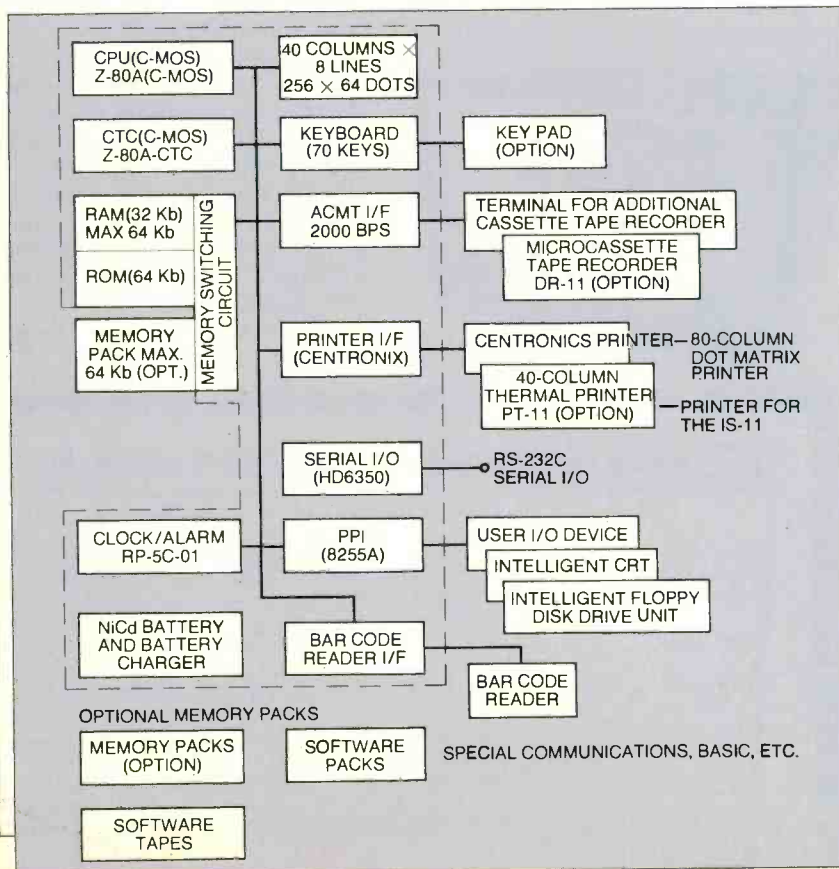 CPU(C-MOS)
Z-80A(C-MOS)
40 COLUMNS ×
8 LINES
256 × 64 DOTS
CTC(C-MOS)
Z-80A-CTC
KEYBOARD
(70 KEYS)
KEY PAD
(OPTION)
RAM(32 Kb)
MAX 64 Kb
ROM(64 Kb)
MEMORY SWITCHING
CIRCUIT
MEMORY
PACK MAX.
64 Kb (OPT.)
ACMT I/F
2000 BPS
TERMINAL FOR ADDITIONAL
CASSETTE TAPE RECORDER
MICROCASSETTE
TAPE RECORDER
DR-11 (OPTION)
PRINTER I/F
(CENTRONIX)
CENTRONICS PRINTER
80-COLUMN
DOT MATRIX
PRINTER
40-COLUMN
THERMAL PRINTER
PT-11 (OPTION)
PRINTER FOR
THE IS-11
SERIAL I/O
(HD6350)
RS-232C
SERIAL I/O
CLOCK/ALARM
RP-5C-01
PPI
(8255A)
USER I/O DEVICE
INTELLIGENT CRT
INTELLIGENT FLOPPY
DISK DRIVE UNIT
NiCd BATTERY
AND BATTERY
CHARGER
BAR CODE
READER I/F
BAR CODE
READER
OPTIONAL MEMORY PACKS
MEMORY PACKS
(OPTION)
SOFTWARE
PACKS
SPECIAL COMMUNICATIONS, BASIC, ETC.
SOFTWARE
TAPES